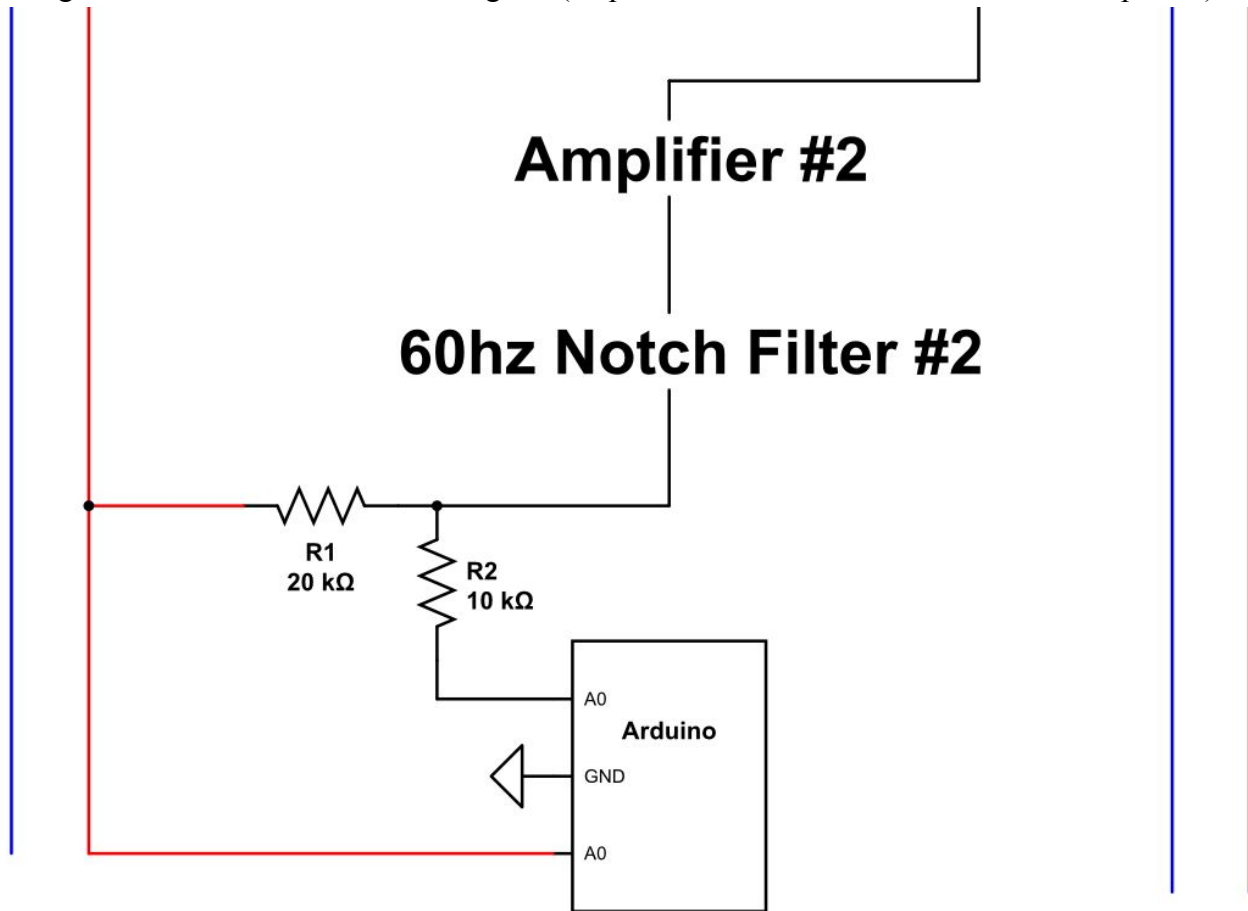 Amplifier #2
60hz Notch Filter #2
R1
20 kΩ
R2
10 kΩ
A0
Arduino
GND
A0